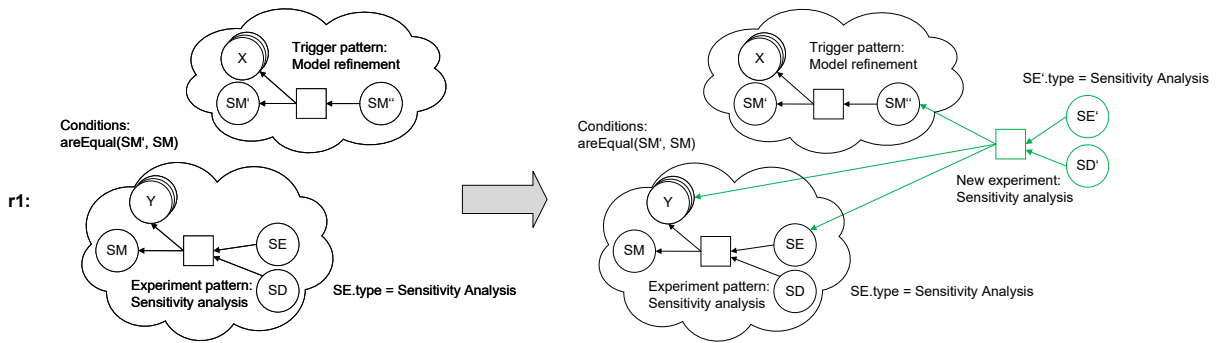 r1:
X
Trigger pattern:
Model refinement
SM'
SM''
Conditions:
areEqual(SM', SM)
Y
SM
SE
SD
Experiment pattern:
Sensitivity analysis
SE.type = Sensitivity Analysis
X
Trigger pattern:
Model refinement
SM'
SM''
SE'.type = Sensitivity Analysis
SE'
SD'
New experiment:
Sensitivity analysis
Conditions:
areEqual(SM', SM)
Y
SM
SE
SD
Experiment pattern:
Sensitivity analysis
SE.type = Sensitivity Analysis